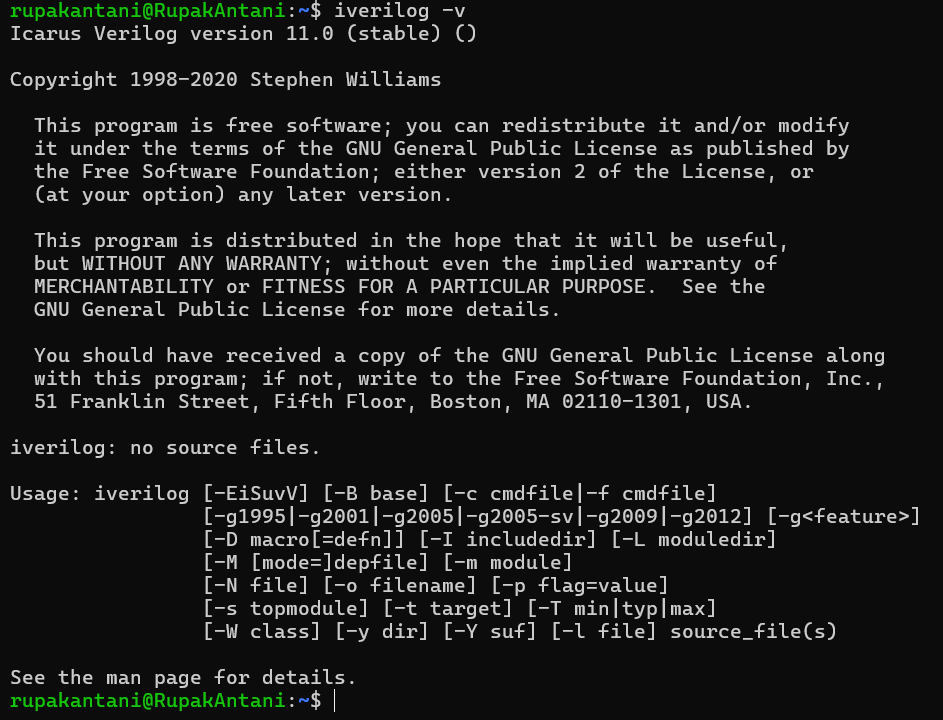 rupakantani@RupakAntani:~$ iverilog -v
Icarus Verilog version 11.0 (stable) ()
Copyright 1998-2020 Stephen Williams
This program is free software; you can redistribute it and/or modify
it under the terms of the GNU General Public License as published by
the Free Software Foundation; either version 2 of the License, or
(at your option) any later version.
This program is distributed in the hope that it will be useful,
but WITHOUT ANY WARRANTY; without even the implied warranty of
MERCHANTABILITY or FITNESS FOR A PARTICULAR PURPOSE.  See the
GNU General Public License for more details.
You should have received a copy of the GNU General Public License along
with this program; if not, write to the Free Software Foundation, Inc.,
51 Franklin Street, Fifth Floor, Boston, MA 02110-1301, USA.
iverilog: no source files.
Usage: iverilog [-EiSuvV] [-B base] [-c cmdfile|-f cmdfile]
[-g1995|-g2001|-g2005|-g2005-sv|-g2009|-g2012] [-g<feature>]
[-D macro[=defn]] [-I includedir] [-L moduledir]
[-M [mode=]depfile] [-m module]
[-N file] [-o filename] [-p flag=value]
[-s topmodule] [-t target] [-T min|typ|max]
[-W class] [-y dir] [-Y suf] [-l file] source_file(s)
See the man page for details.
rupakantani@RupakAntani:~$